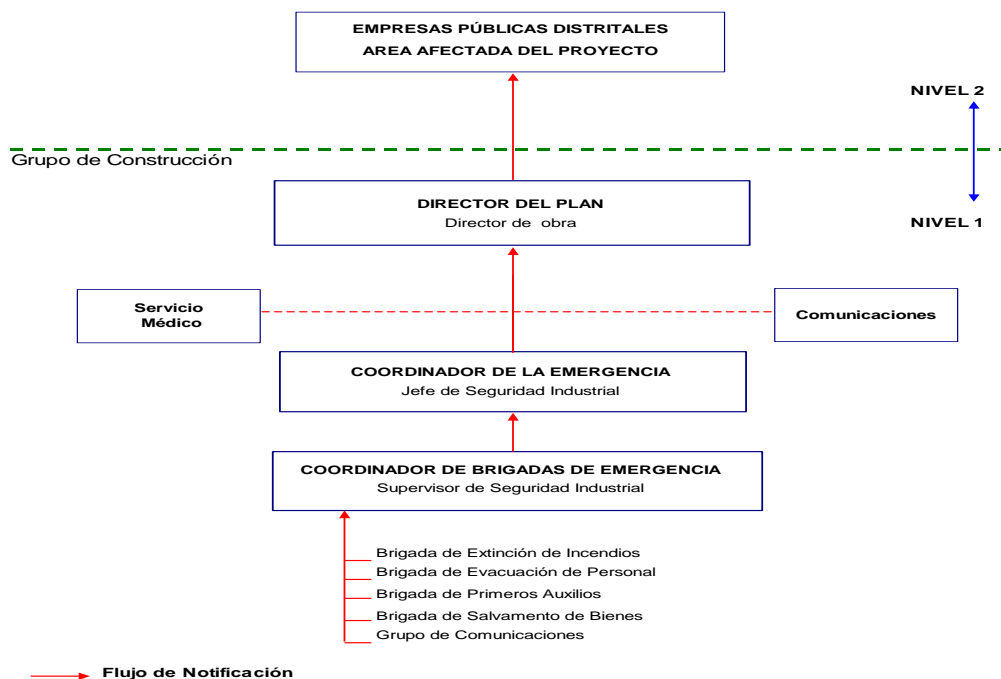 EMPRESAS PÚBLICAS DISTRITALES
AREA AFECTADA DEL PROYECTO
NIVEL 2
Grupo de Construcción
DIRECTOR DEL PLAN
Director de obra
NIVEL 1
Servicio
Médico
Comunicaciones
COORDINADOR DE LA EMERGENCIA
Jefe de Seguridad Industrial
COORDINADOR DE BRIGADAS DE EMERGENCIA
Supervisor de Seguridad Industrial
Brigada de Extinción de Incendios
Brigada de Evacuación de Personal
Brigada de Primeros Auxilios
Brigada de Salvamento de Bienes
Grupo de Comunicaciones
Flujo de Notificación